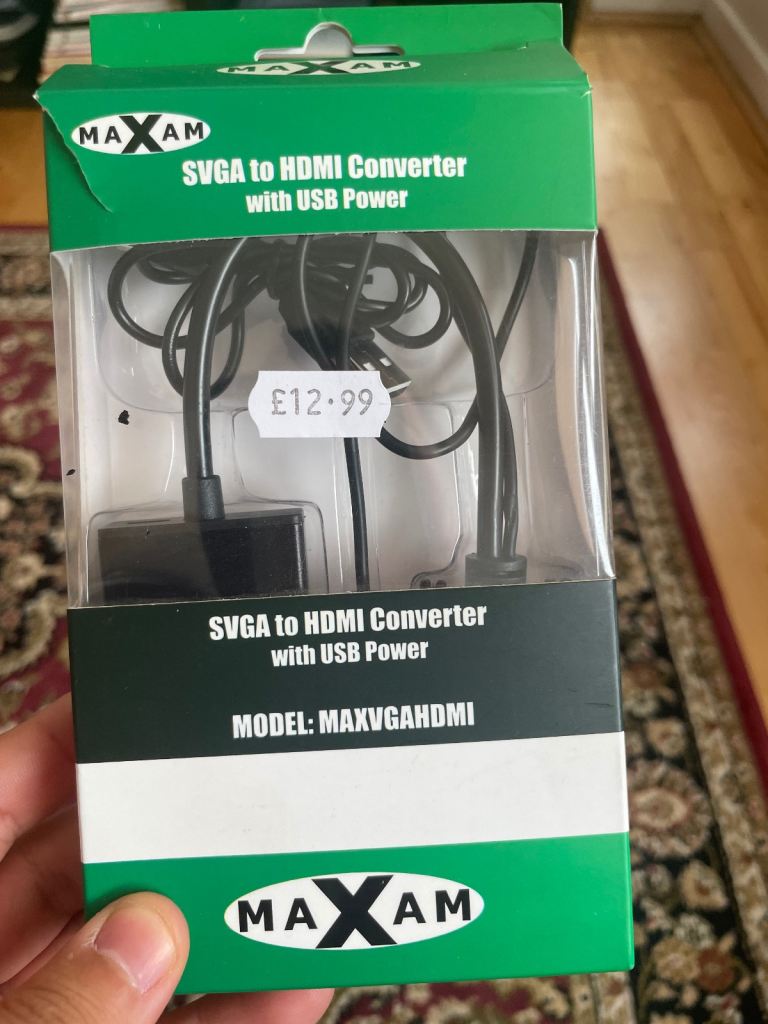 MAXAM
MAXAM
SVGA to HDMI Converter
with USB Power
£12.99
SVGA to HDMI Converter
with USB Power
MODEL: MAXVGAHDMI
MAXAM